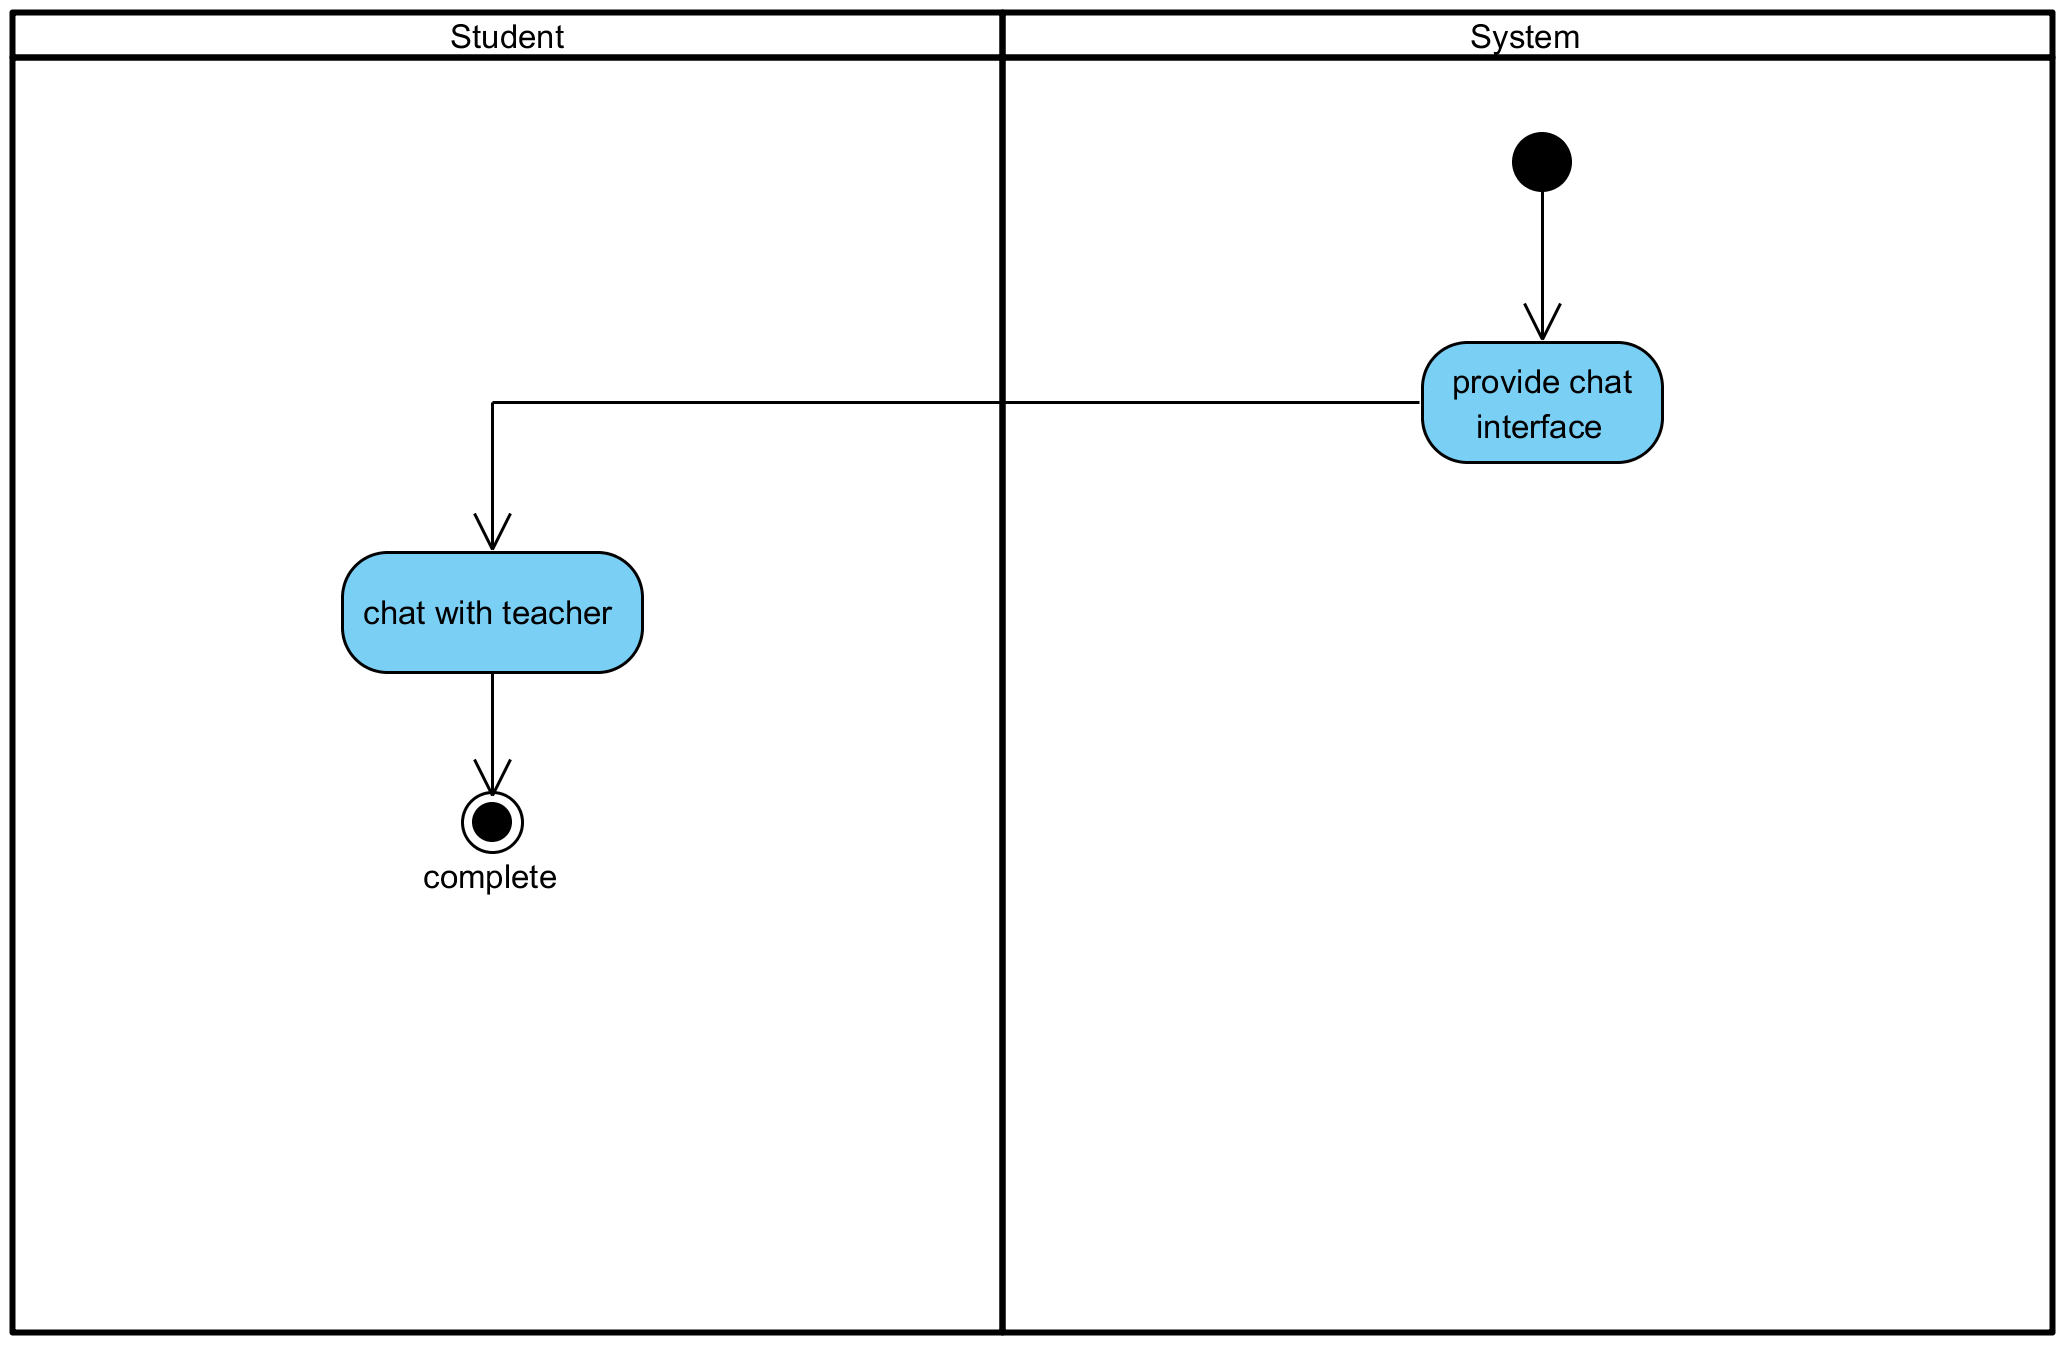 Student
System
provide chat
interface
chat with teacher
complete